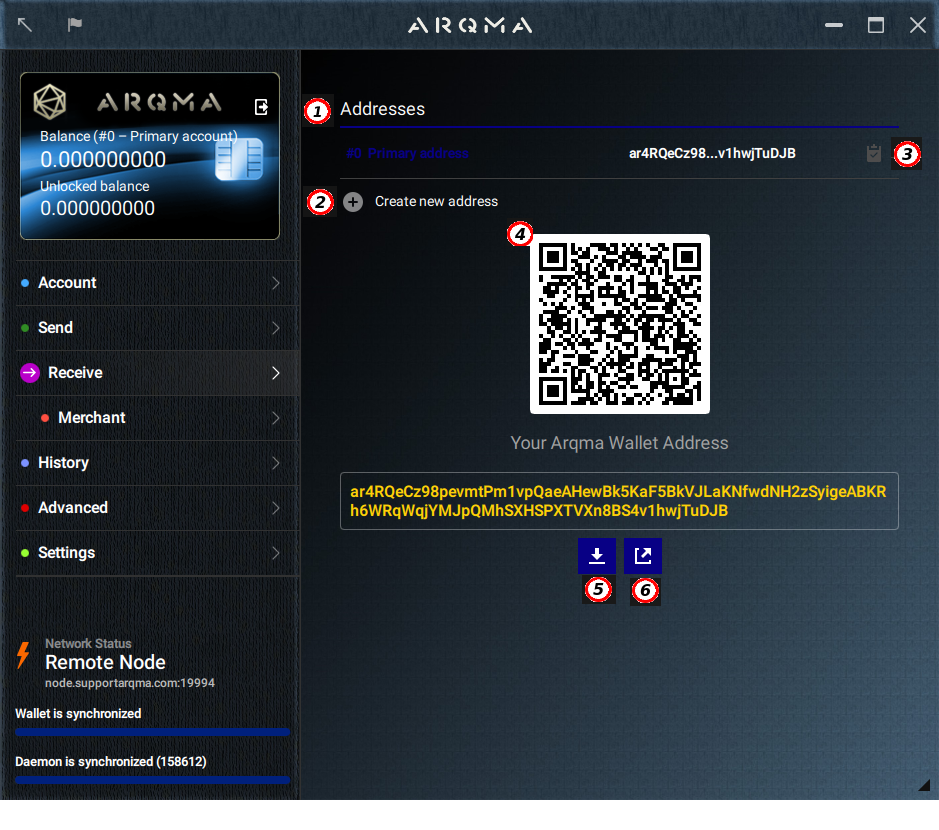 ARQMA
ARQMA
Balance (#0 – Primary account)
0.000000000
Unlocked balance
0.000000000
Account
Send
Receive
Merchant
History
Advanced
Settings
Network Status
Remote Node
node.supportarqma.com:19994
Wallet is synchronized
Daemon is synchronized (158612)
1 Addresses
#0 Primary address ar4RQeCz98...v1hwjTuDJB 3
2 Create new address
4
Your Arqma Wallet Address
ar4RQeCz98pevmtPm1vpQaeAHewBk5KaF5BkVJLaKNfwdNH2zSyigeABKR
h6WRqWqjYMJpQMhSXHSPXTVXn8BS4v1hwjTuDJB
5 6